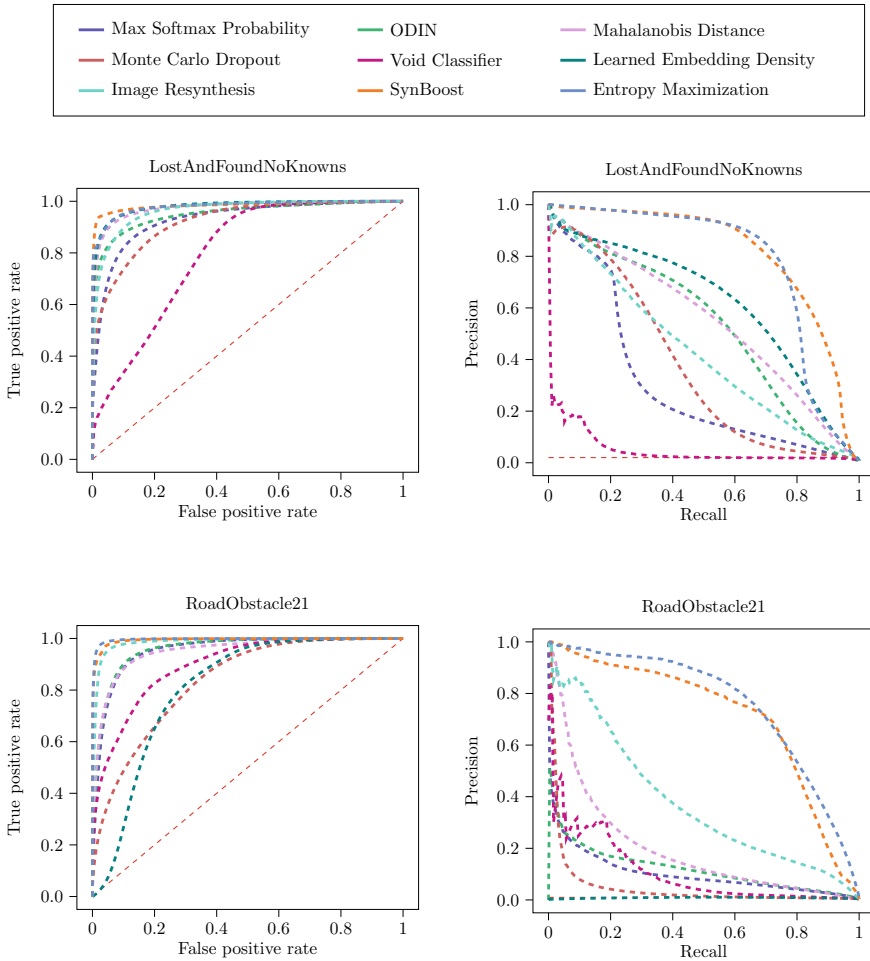 Max Softmax Probability
ODIN
Mahalanobis Distance
Monte Carlo Dropout
Void Classifier
Learned Embedding Density
Image Resynthesis
SynBoost
Entropy Maximization
LostAndFoundNoKnowns
True positive rate
1.0
0.8
0.6
0.4
0.2
0.0
0 0.2 0.4 0.6 0.8 1
False positive rate
LostAndFoundNoKnowns
Precision
1.0
0.8
0.6
0.4
0.2
0.0
0 0.2 0.4 0.6 0.8 1
Recall
RoadObstacle21
True positive rate
1.0
0.8
0.6
0.4
0.2
0.0
0 0.2 0.4 0.6 0.8 1
False positive rate
RoadObstacle21
Precision
1.0
0.8
0.6
0.4
0.2
0.0
0 0.2 0.4 0.6 0.8 1
Recall